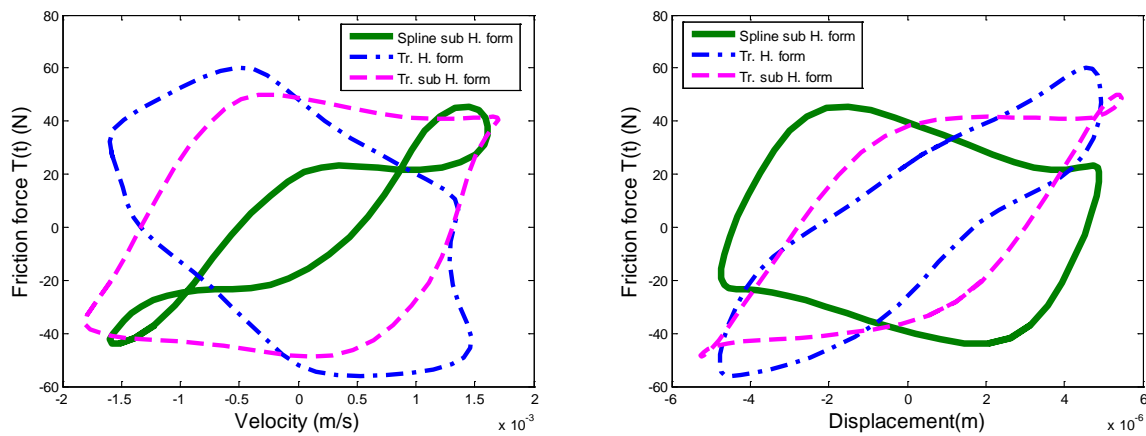 Spline sub H. form
Tr. H. form
Tr. sub H. form
80
60
40
20
0
-20
-40
-60
Friction force T(t) (N)
-2
-1.5
-1
-0.5
0
0.5
1
1.5
2
x 10^-3
Velocity (m/s)
Spline sub H. form
Tr. H. form
Tr. sub H. form
80
60
40
20
0
-20
-40
-60
Friction force T(t) (N)
-6
-4
-2
0
2
4
6
x 10^-6
Displacement(m)